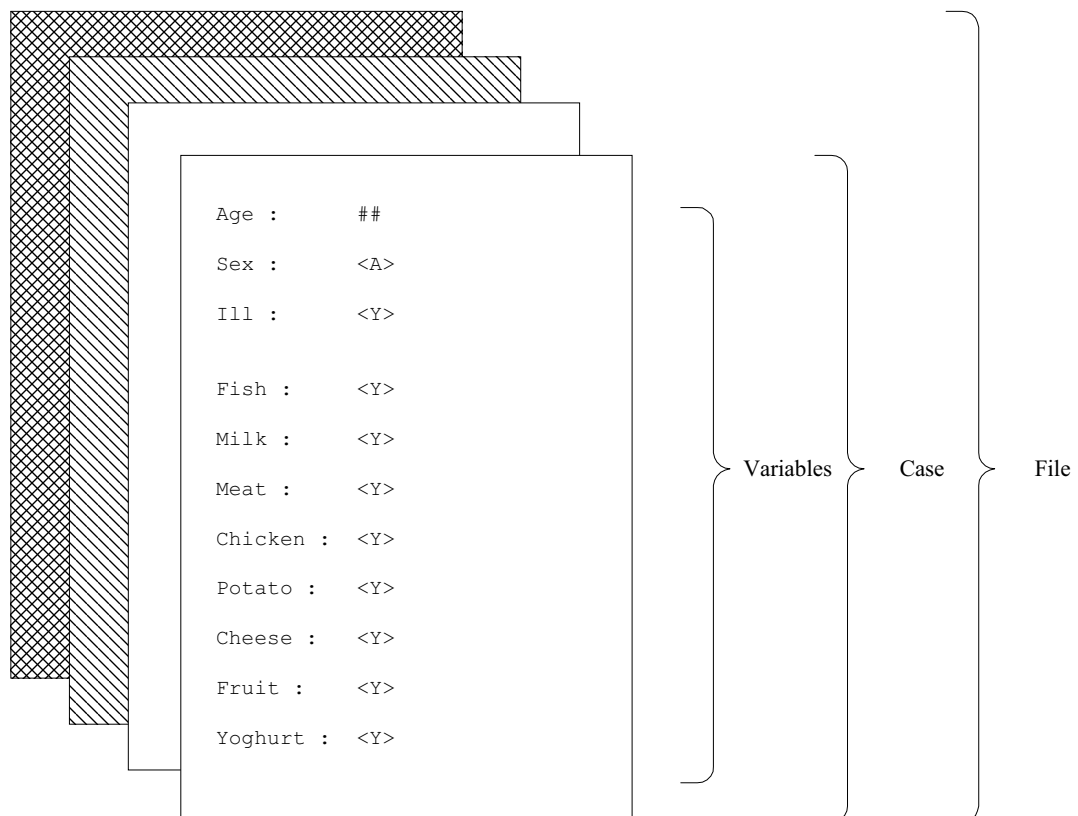 Age : ##
Sex : <A>
Ill : <Y>
Fish : <Y>
Milk : <Y>
Meat : <Y>
Chicken : <Y>
Potato : <Y>
Cheese : <Y>
Fruit : <Y>
Yoghurt : <Y>
Variables
Case
File